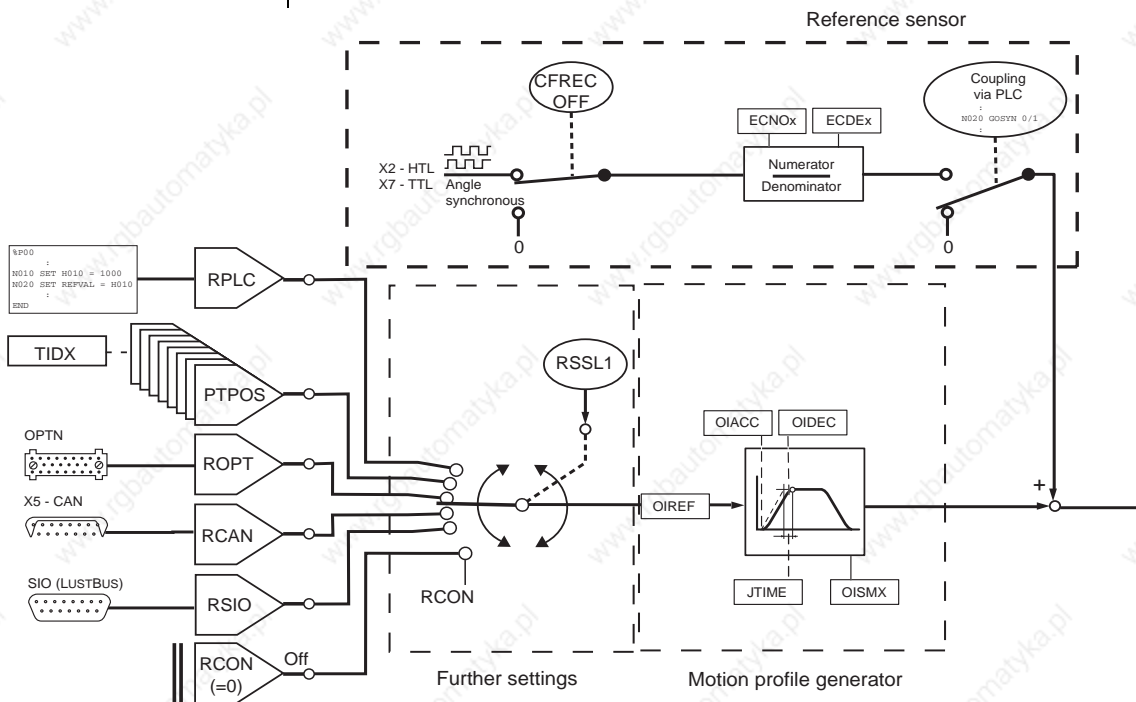 Reference sensor
CFREC
OFF
Coupling
via PLC
:
N020 GOSYN 0/1
:
ECNOx
ECDEx
X2 - HTL
X7 - TTL
Angle
synchronous
Numerator
Denominator
0
0
%P00
:
N010 SET H010 = 1000
N020 SET REFVAL = H010
:
END
RPLC
TIDX
PTPOS
RSSL1
OPTN
ROPT
OIACC
OIDEC
X5 - CAN
RCAN
OIREF
+
SIO (LUSTBUS)
RSIO
RCON
JTIME
OISMX
RCON
(=0)
Off
Further settings
Motion profile generator
www.rgbautomatyka.pl